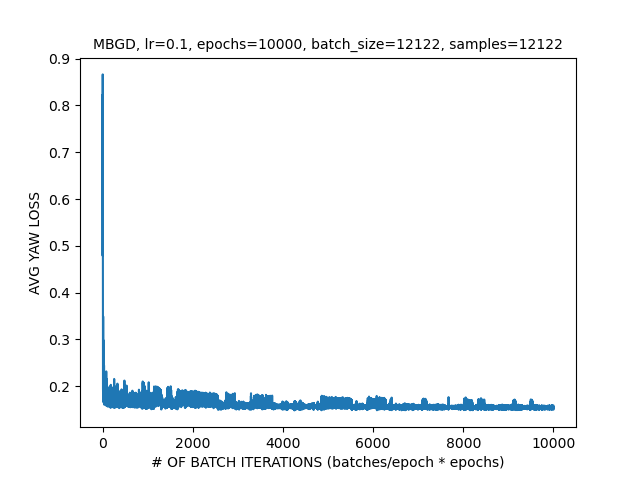 MBGD, lr=0.1, epochs=10000, batch_size=12122, samples=12122
0.9
0.8
0.7
0.6
0.5
0.4
0.3
0.2
AVG YAW LOSS
0 2000 4000 6000 8000 10000
# OF BATCH ITERATIONS (batches/epoch * epochs)